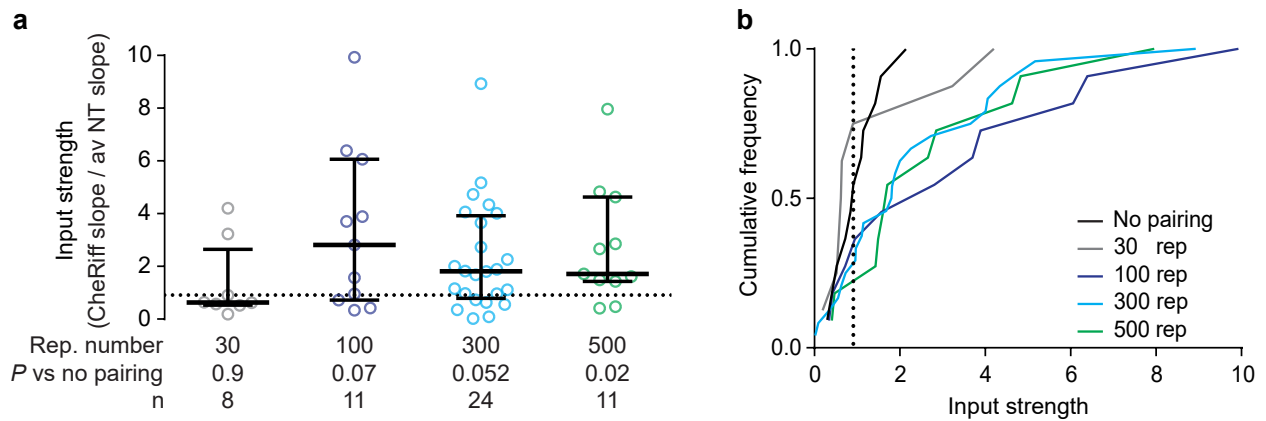 a
Input strength
(CheRiff slope / av NT slope)
10
8
6
4
2
0
Rep. number 30 100 300 500
P vs no pairing 0.9 0.07 0.052 0.02
n 8 11 24 11
b
Cumulative frequency
1.0
0.5
0.0
0 2 4 6 8 10
Input strength
No pairing
30 rep
100 rep
300 rep
500 rep